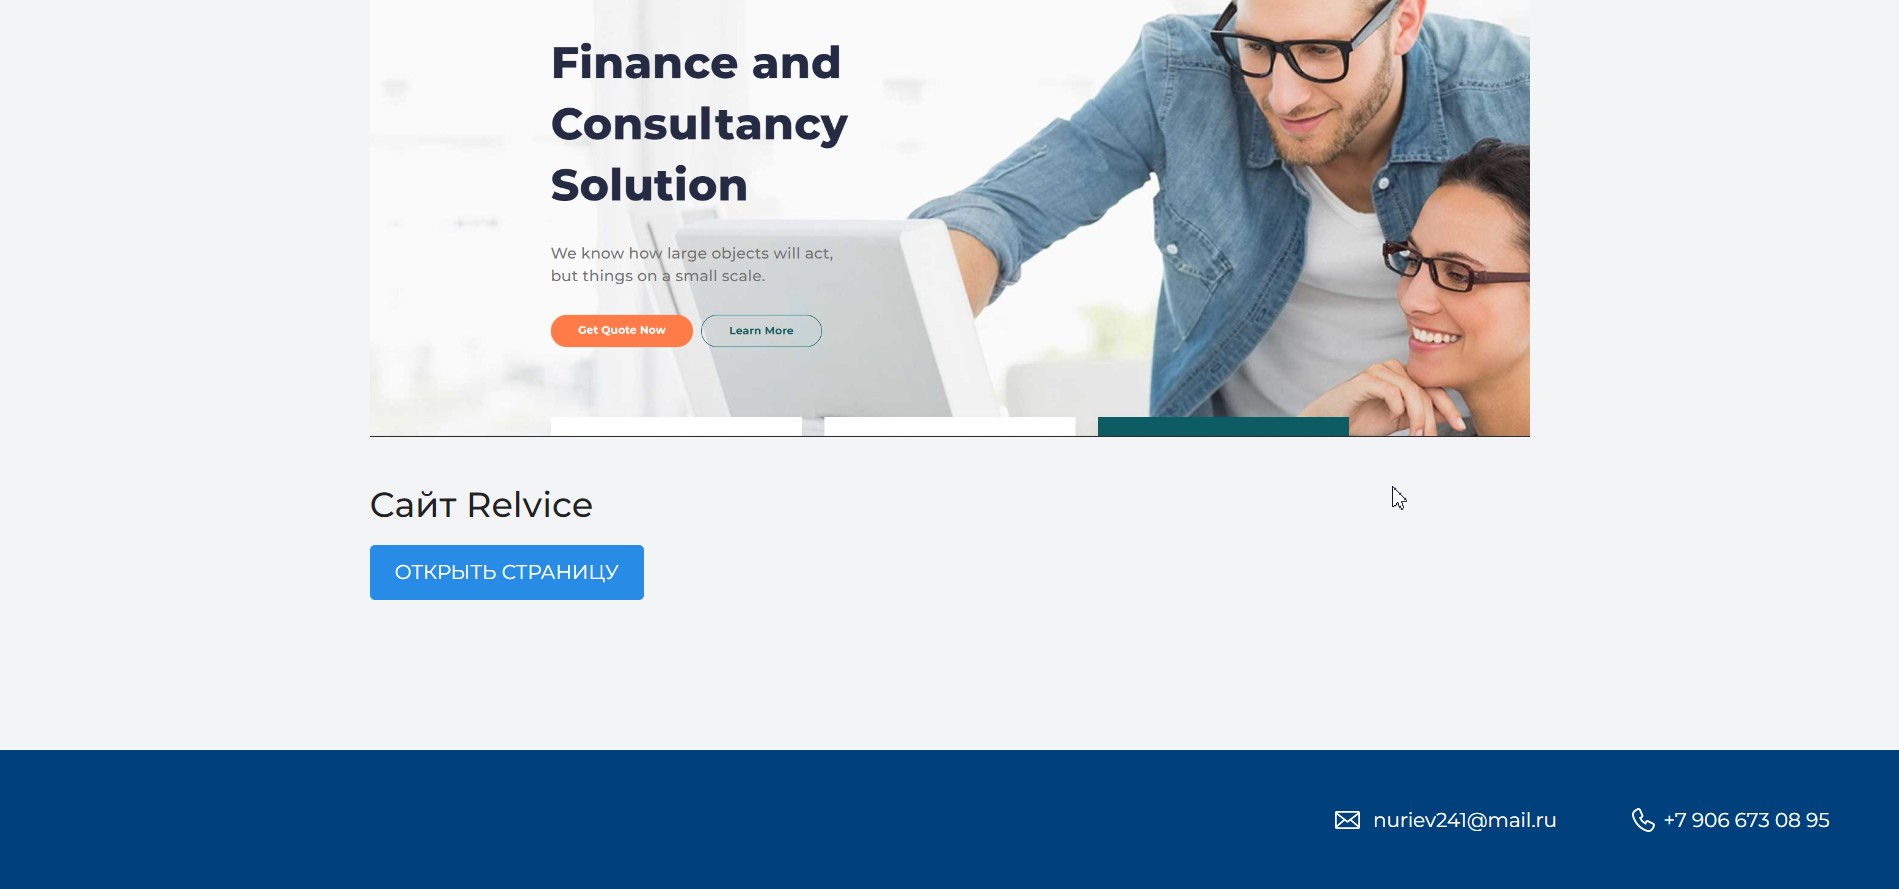 Finance and
Consultancy
Solution
We know how large objects will act,
but things on a small scale.
Get Quote Now
Learn More
Сайт Relvice
ОТКРЫТЬ СТРАНИЦУ
nuriev241@mail.ru
+7 906 673 08 95